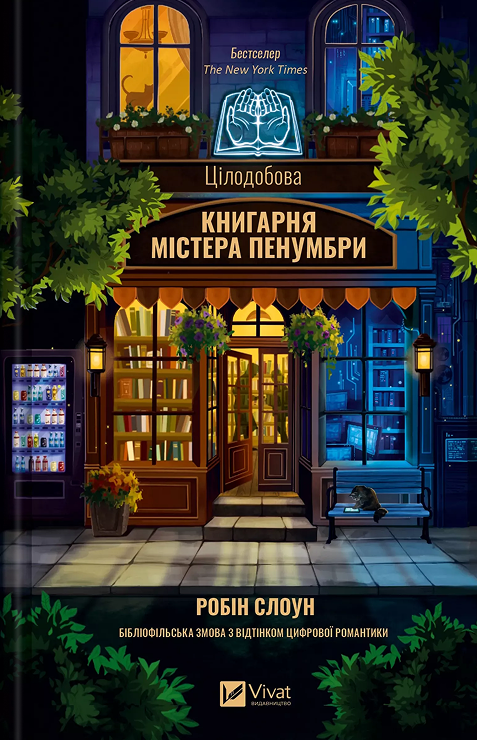 Бестселер
The New York Times
Цілодобова
КНИГАРНЯ
МІСТЕРА ПЕНУМБРИ
РОБІН СЛОУН
БІБЛІОФІЛЬСЬКА ЗМОВА З ВІДТІНКОМ ЦИФРОВОЇ РОМАНТИКИ
Vivat
ВИДАВНИЦТВО